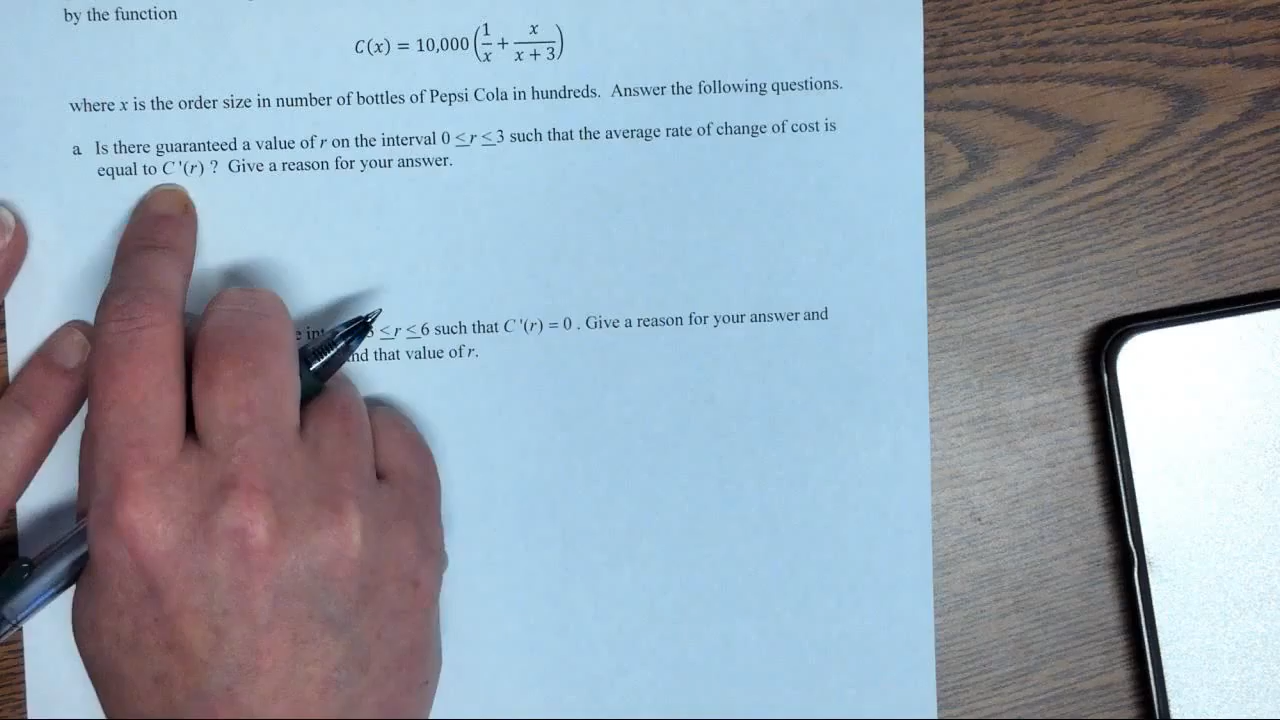 by the function
C(x) = 10,000 (1/x + x/(x + 3))
where x is the order size in number of bottles of Pepsi Cola in hundreds. Answer the following questions.
a Is there guaranteed a value of r on the interval 0 ≤ r ≤ 3 such that the average rate of change of cost is
equal to C '(r) ? Give a reason for your answer.
≤ r ≤ 6 such that C '(r) = 0 . Give a reason for your answer and
that value of r.